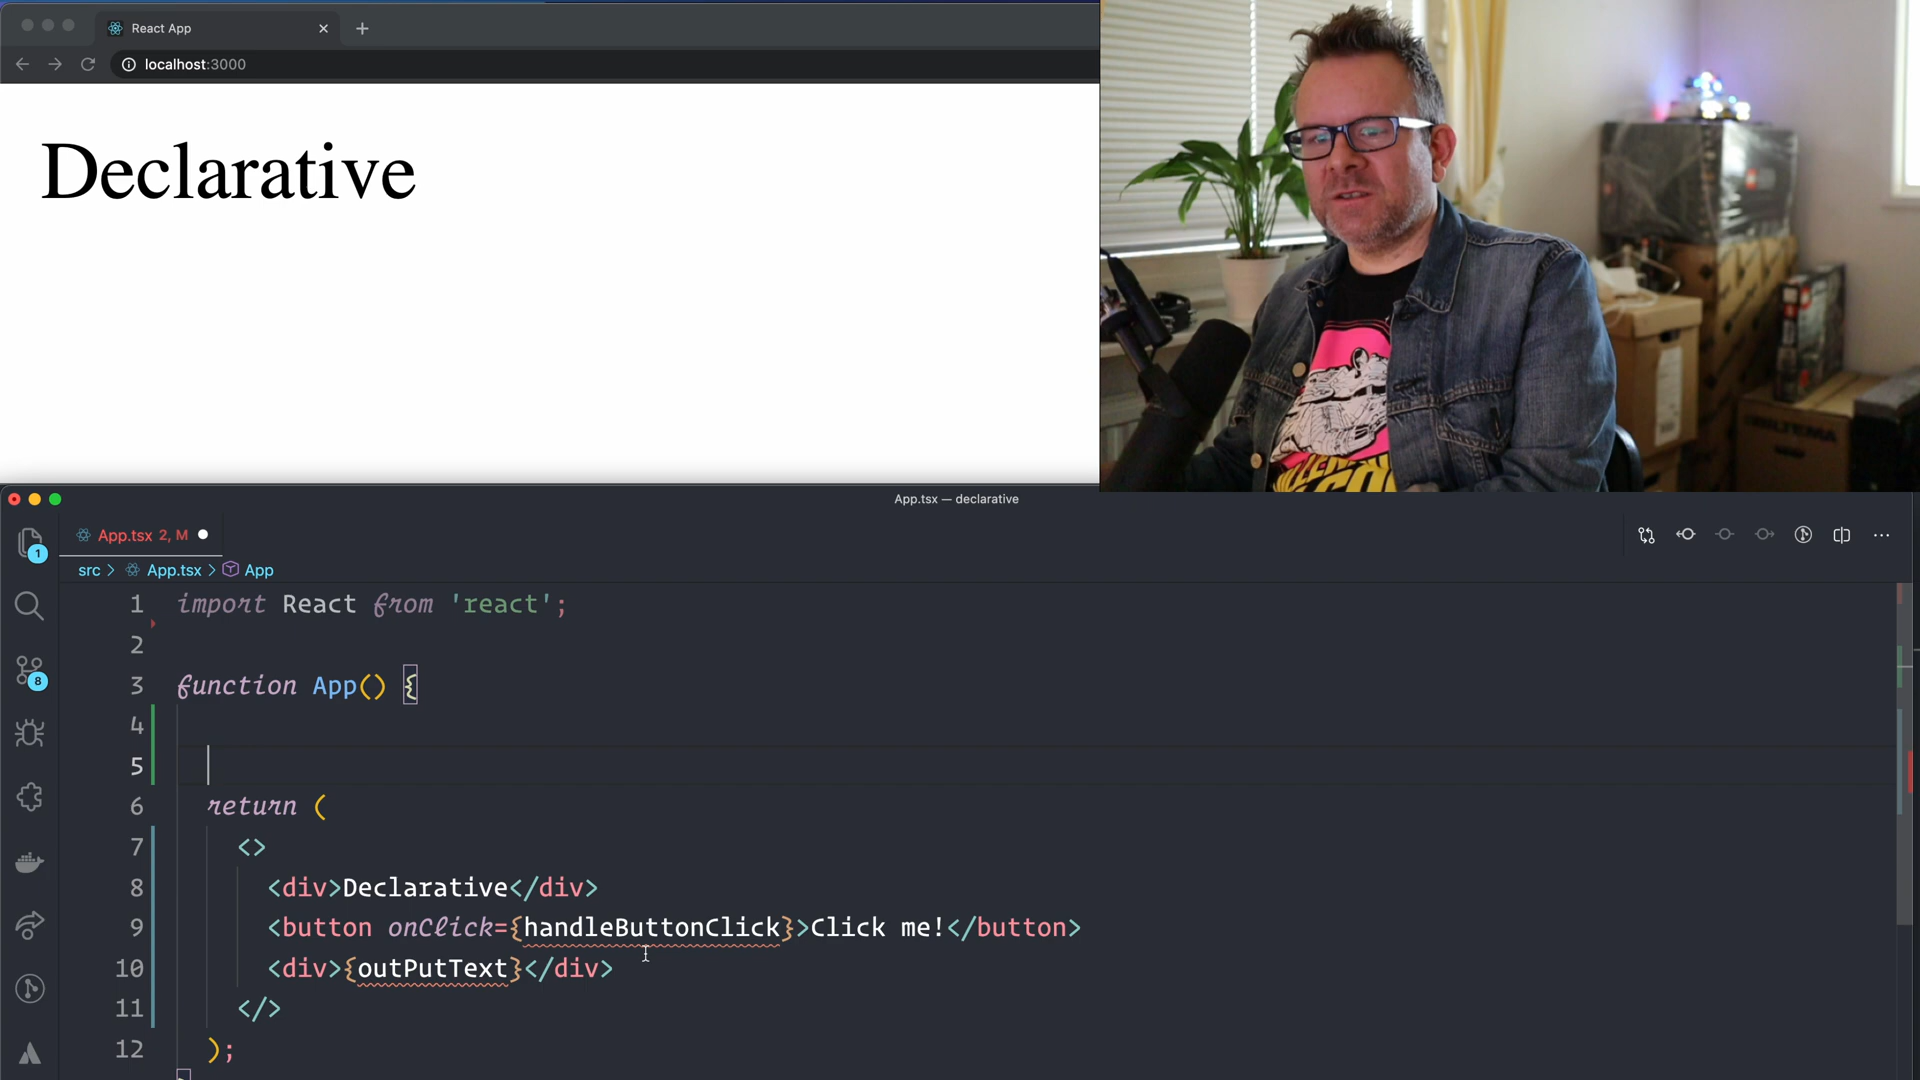 React App
localhost:3000
Declarative
App.tsx — declarative
1
App.tsx 2, M
src > App.tsx > App
8
1 import React from 'react';
2
3 function App() {
4
5
6 return (
7 <>
8 <div>Declarative</div>
9 <button onClick={handleButtonClick}>Click me!</button>
10 <div>{outPutText}</div>
11 </>
12 );